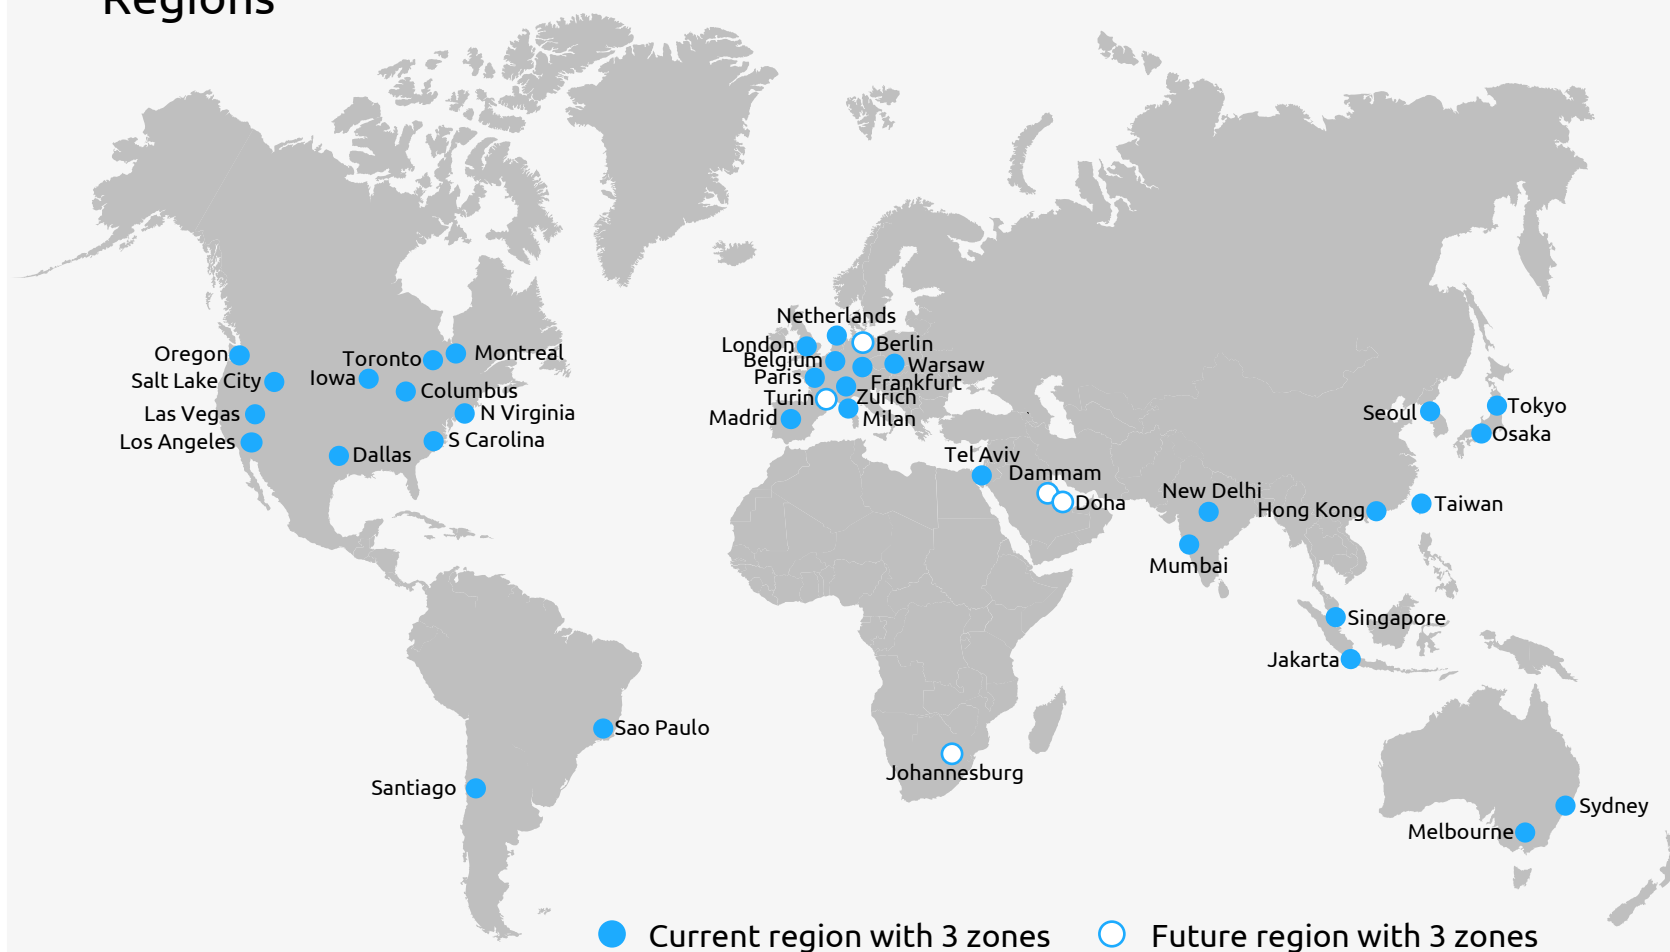 Regions
Netherlands
London
Berlin
Belgium
Warsaw
Paris
Frankfurt
Turin
Zurich
Madrid
Milan
Oregon
Toronto
Montreal
Salt Lake City
Iowa
Columbus
Las Vegas
N Virginia
Los Angeles
S Carolina
Dallas
Seoul
Tokyo
Osaka
Tel Aviv
Dammam
Doha
New Delhi
Hong Kong
Taiwan
Mumbai
Singapore
Jakarta
Sao Paulo
Johannesburg
Santiago
Sydney
Melbourne
Current region with 3 zones
Future region with 3 zones